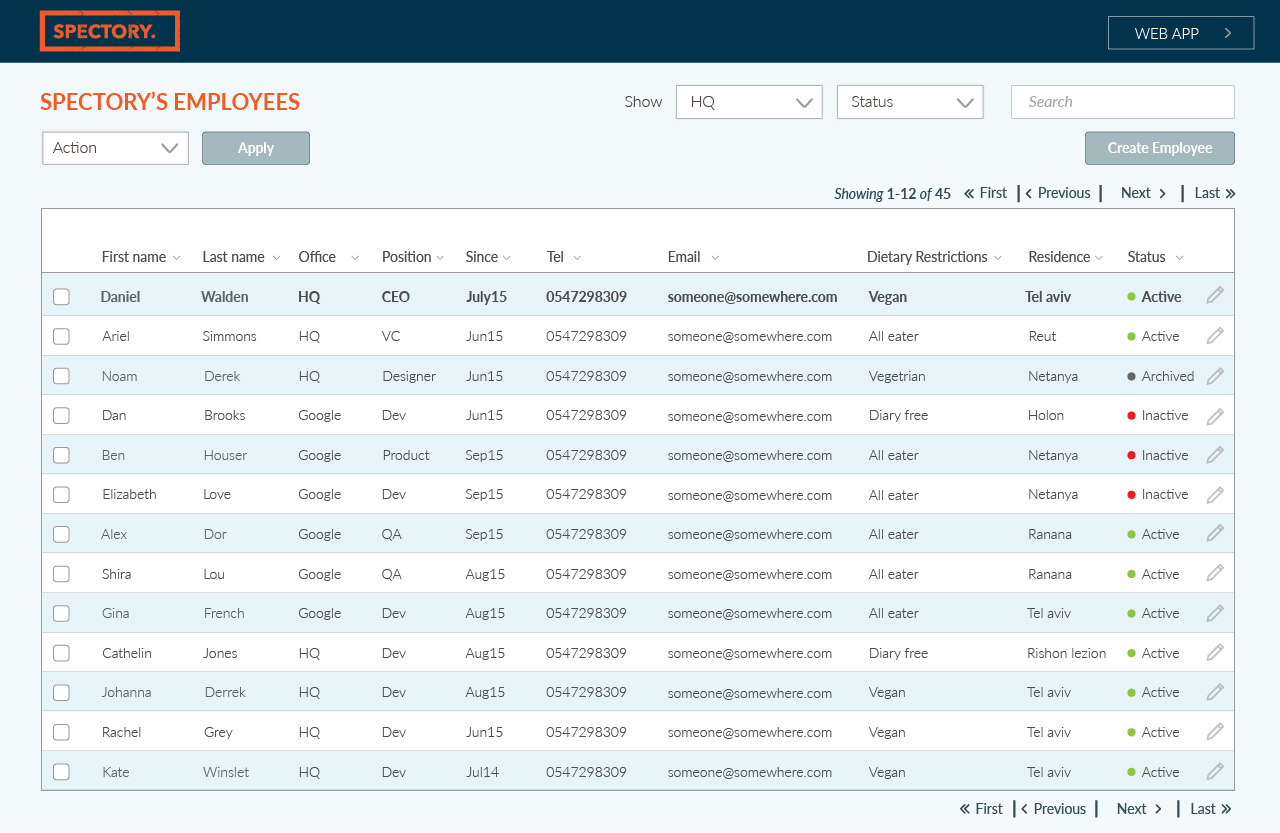 SPECTORY.
WEB APP
SPECTORY’S EMPLOYEES
Show HQ Status Search
Action Apply Create Employee
Showing 1-12 of 45 First Previous Next Last
First name Last name Office Position Since Tel Email Dietary Restrictions Residence Status
Daniel Walden HQ CEO July15 0547298309 someone@somewhere.com Vegan Tel aviv Active
Ariel Simmons HQ VC Jun15 0547298309 someone@somewhere.com All eater Reut Active
Noam Derek HQ Designer Jun15 0547298309 someone@somewhere.com Vegetrian Netanya Archived
Dan Brooks Google Dev Jun15 0547298309 someone@somewhere.com Diary free Holon Inactive
Ben Houser Google Product Sep15 0547298309 someone@somewhere.com All eater Netanya Inactive
Elizabeth Love Google Dev Sep15 0547298309 someone@somewhere.com All eater Netanya Inactive
Alex Dor Google QA Sep15 0547298309 someone@somewhere.com All eater Ranana Active
Shira Lou Google QA Aug15 0547298309 someone@somewhere.com All eater Ranana Active
Gina French Google Dev Aug15 0547298309 someone@somewhere.com All eater Tel aviv Active
Cathelin Jones HQ Dev Aug15 0547298309 someone@somewhere.com Diary free Rishon lezion Active
Johanna Derrek HQ Dev Aug15 0547298309 someone@somewhere.com Vegan Tel aviv Active
Rachel Grey HQ Dev Jun15 0547298309 someone@somewhere.com Vegan Tel aviv Active
Kate Winslet HQ Dev Jul14 0547298309 someone@somewhere.com Vegan Tel aviv Active
First Previous Next Last